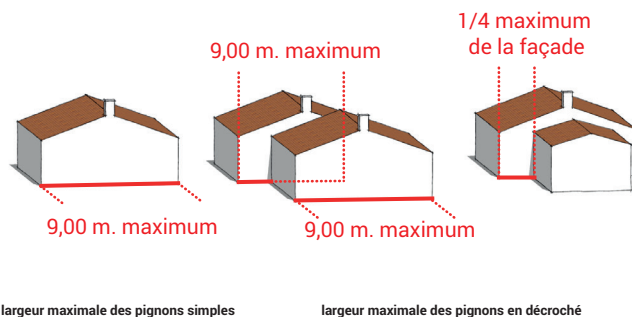 1/4 maximum
de la façade
9,00 m. maximum
9,00 m. maximum
9,00 m. maximum
largeur maximale des pignons simples
largeur maximale des pignons en décroché